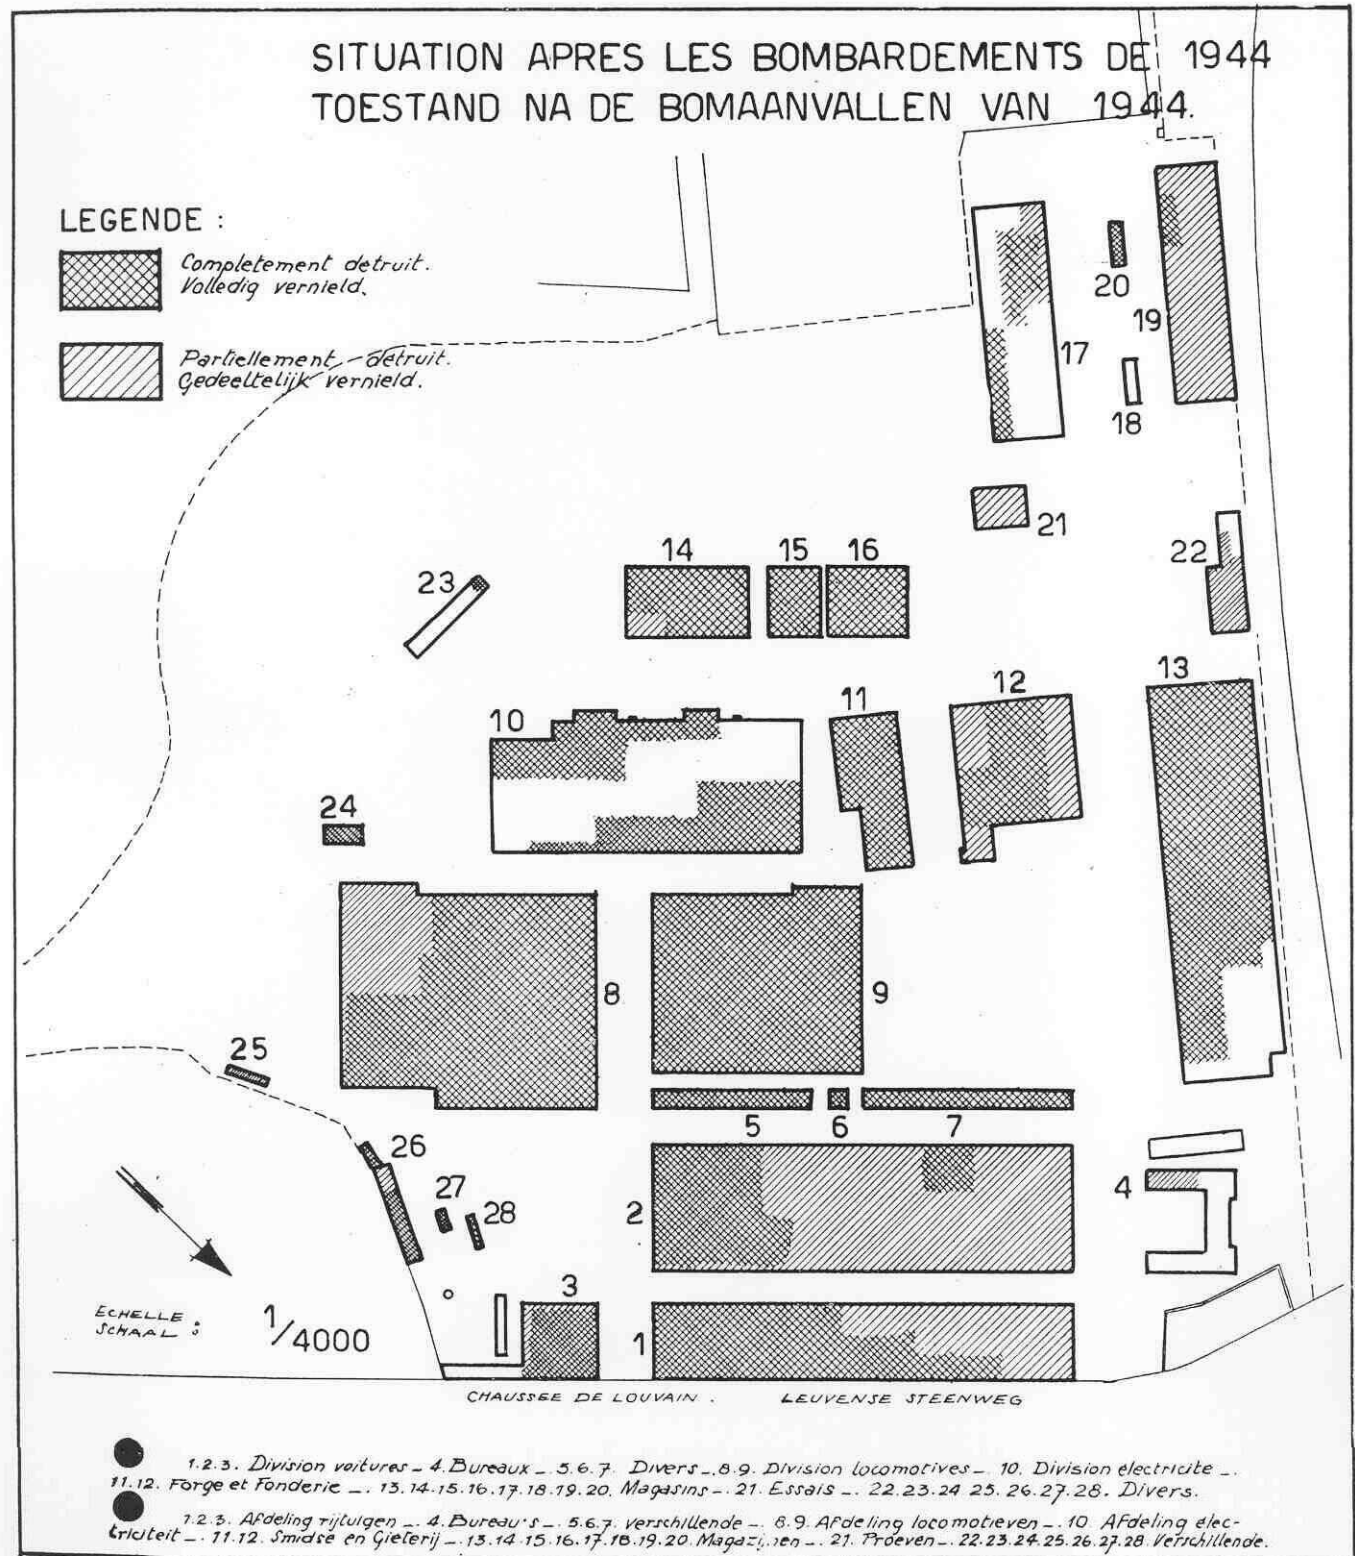 SITUATION APRES LES BOMBARDEMENTS DE 1944
TOESTAND NA DE BOMAANVALLEN VAN 1944.
LEGENDE :
Completement detruit.
Volledig vernield.
Partiellement detruit.
Gedeeltelijk vernield.
20
19
17
18
21
22
14
15
16
23
13
12
11
10
24
8
9
25
5
6
7
26
4
27
28
2
3
1
ECHELLE :
SCHAAL :
1/4000
CHAUSSEE DE LOUVAIN .
LEUVENSE STEENWEG
1.2.3. Division voitures _ 4. Bureaux _. 5.6.7. Divers _. 8.9. Division locomotives _. 10. Division electricite _.
11.12. Forge et Fonderie _. 13.14.15.16.17.18.19.20. Magasins _. 21. Essais _. 22.23.24 25.26.27.28. Divers.
1.2.3. Afdeling rijtuigen _. 4. Bureau's _. 5.6.7. verschillende _. 8.9. Afdeling locomotieven _. 10 Afdeling elec-
triciteit _. 11.12. Smidse en Gieterij _. 13.14.15.16.17.18.19.20. Magazijnen _. 21. Proeven _. 22.23.24.25.26.27.28. Verschillende.